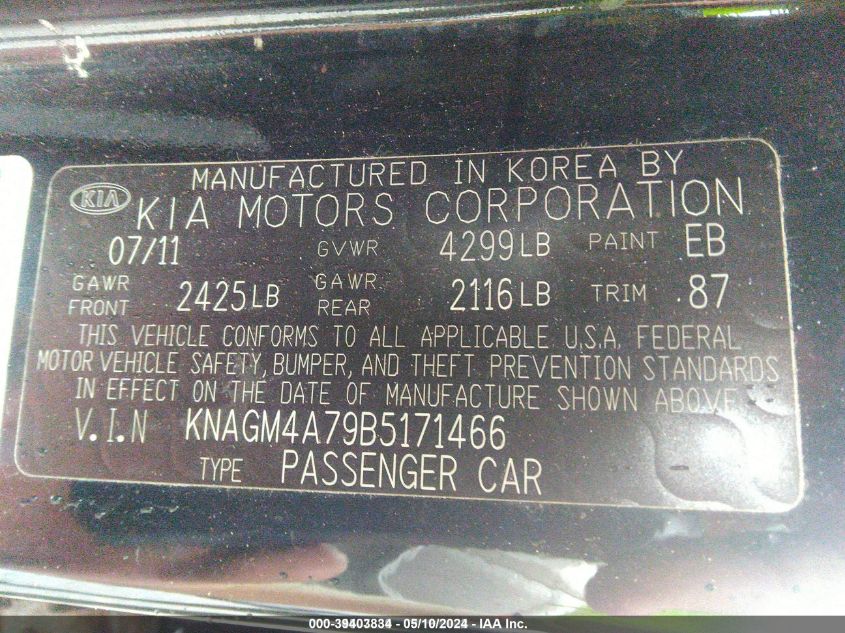 MANUFACTURED IN KOREA BY
KIA KIA MOTORS CORPORATION
07/11 GVWR 4299LB PAINT EB
GAWR FRONT 2425LB GAWR REAR 2116LB TRIM 87
THIS VEHICLE CONFORMS TO ALL APPLICABLE U.S.A. FEDERAL
MOTOR VEHICLE SAFETY, BUMPER, AND THEFT PREVENTION STANDARDS
IN EFFECT ON THE DATE OF MANUFACTURE SHOWN ABOVE.
V.I.N KNAGM4A79B5171466
TYPE PASSENGER CAR
000-39403834 - 05/10/2024 - IAA Inc.